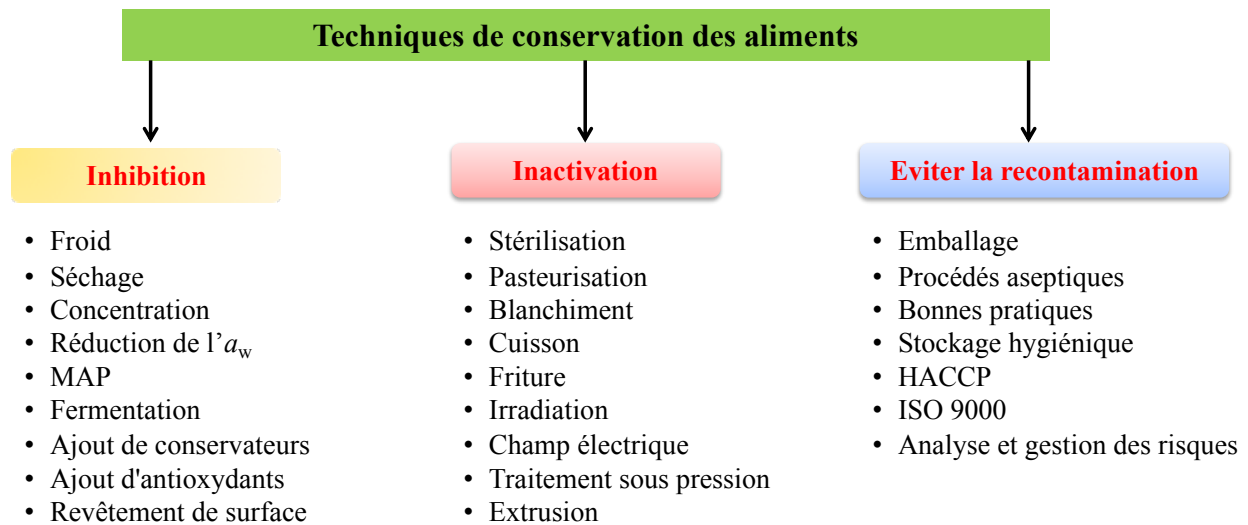 Techniques de conservation des aliments
Inhibition
• Froid
• Séchage
• Concentration
• Réduction de l’aw
• MAP
• Fermentation
• Ajout de conservateurs
• Ajout d'antioxydants
• Revêtement de surface
Inactivation
• Stérilisation
• Pasteurisation
• Blanchiment
• Cuisson
• Friture
• Irradiation
• Champ électrique
• Traitement sous pression
• Extrusion
Eviter la recontamination
• Emballage
• Procédés aseptiques
• Bonnes pratiques
• Stockage hygiénique
• HACCP
• ISO 9000
• Analyse et gestion des risques